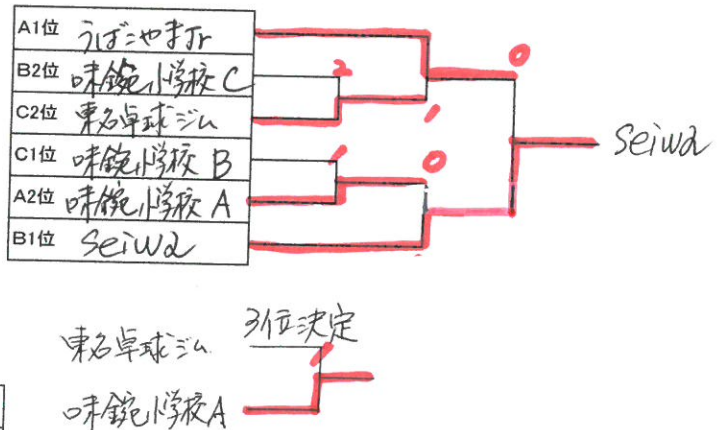 A1位 うばこやまJr
B2位 味鋺小学校 C
C2位 東名卓球ジム
C1位 味鋺小学校 B
A2位 味鋺小学校 A
B1位 Seiwa
0
2
1
1
0
Seiwa
3位決定
東名卓球ジム
1
味鋺小学校A